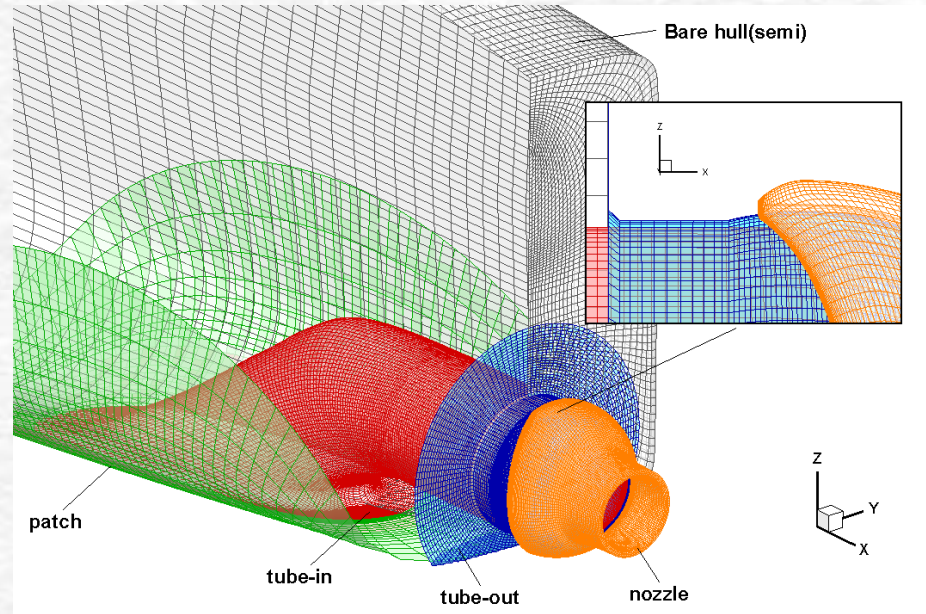 Bare hull(semi)
Z
X
Z
Y
X
patch
tube-in
tube-out
nozzle